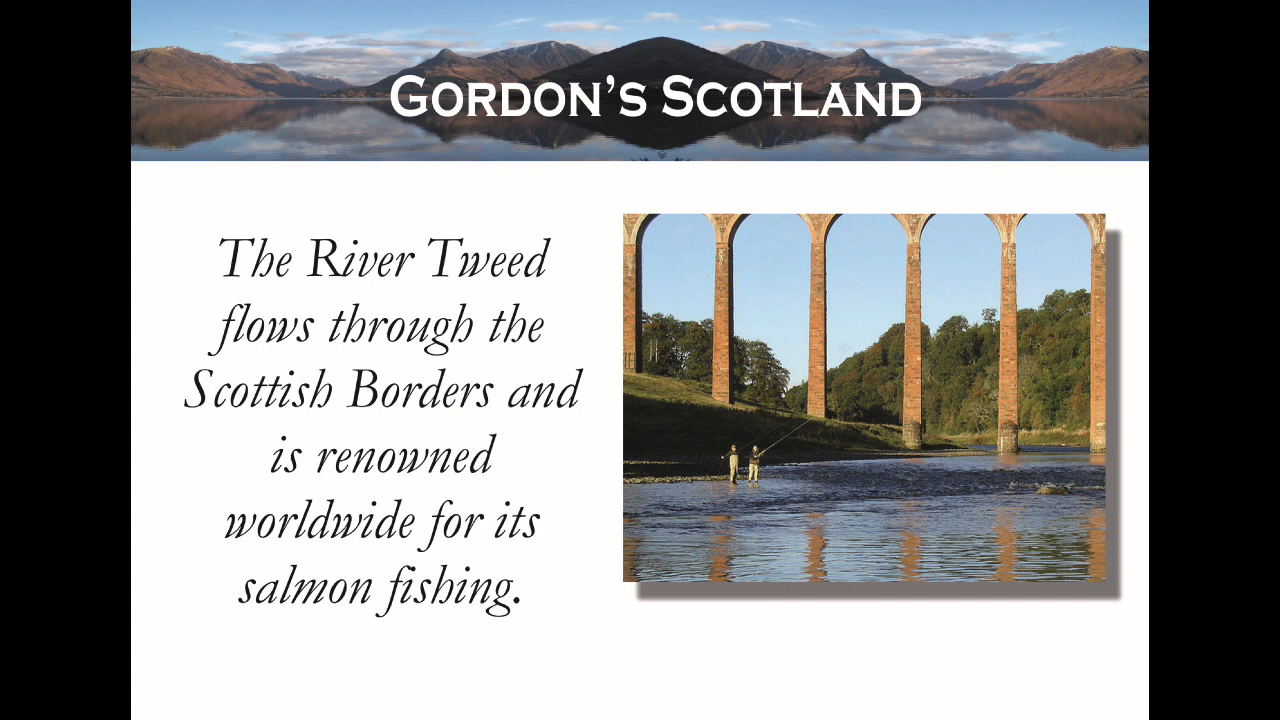 GORDON'S SCOTLAND
The River Tweed
flows through the
Scottish Borders and
is renowned
worldwide for its
salmon fishing.